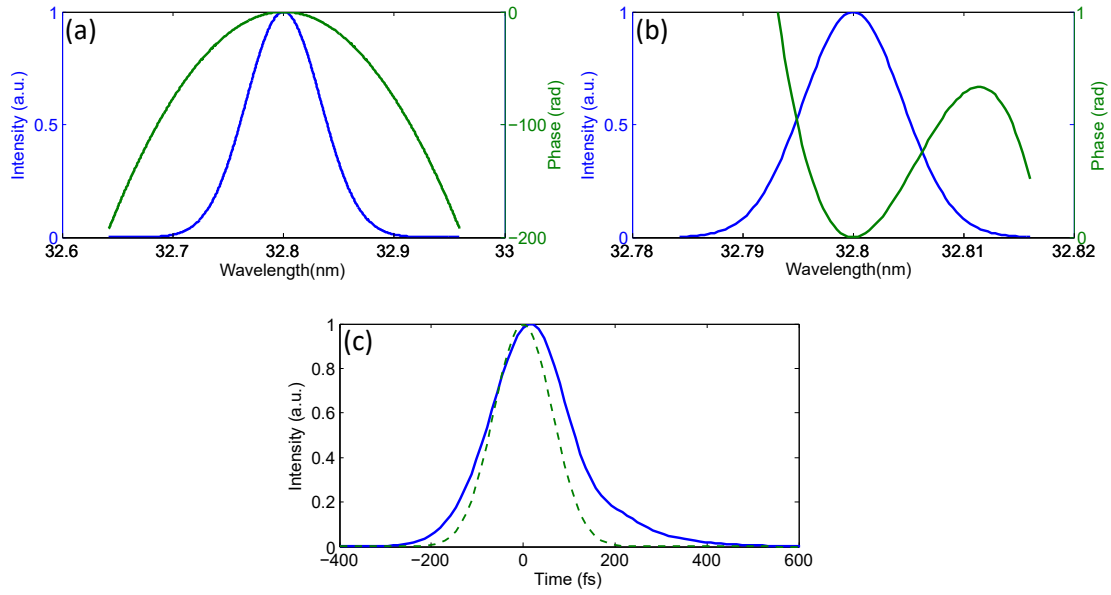 (a)
1
0.5
0
Intensity (a.u.)
0
−100
−200
Phase (rad)
32.6 32.7 32.8 32.9 33
Wavelength(nm)
(b)
1
0.5
0
Intensity (a.u.)
1
0
Phase (rad)
32.78 32.79 32.8 32.81 32.82
Wavelength(nm)
(c)
1
0.8
0.6
0.4
0.2
0
Intensity (a.u.)
−400 −200 0 200 400 600
Time (fs)